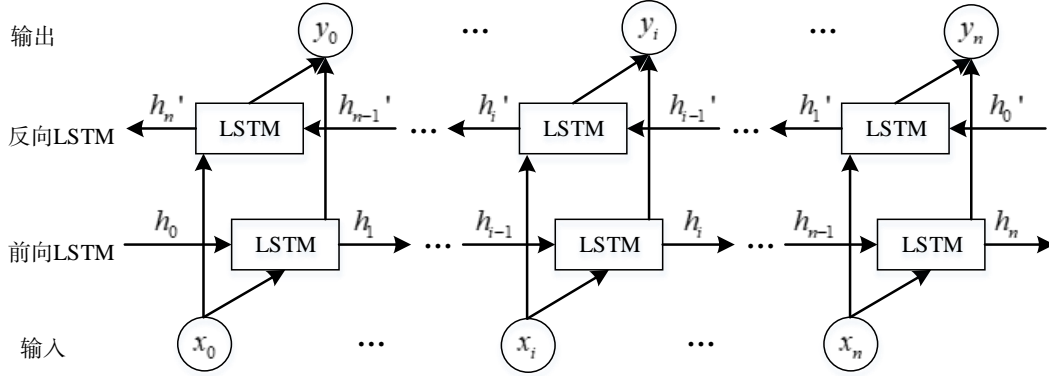 输出 y₀ … yᵢ … yₙ
hₙ' hₙ₋₁' hᵢ' hᵢ₋₁' h₁' h₀'
反向LSTM LSTM … LSTM … LSTM
h₀ h₁ hᵢ₋₁ hᵢ hₙ₋₁ hₙ
前向LSTM LSTM … LSTM … LSTM
输入 x₀ … xᵢ … xₙ